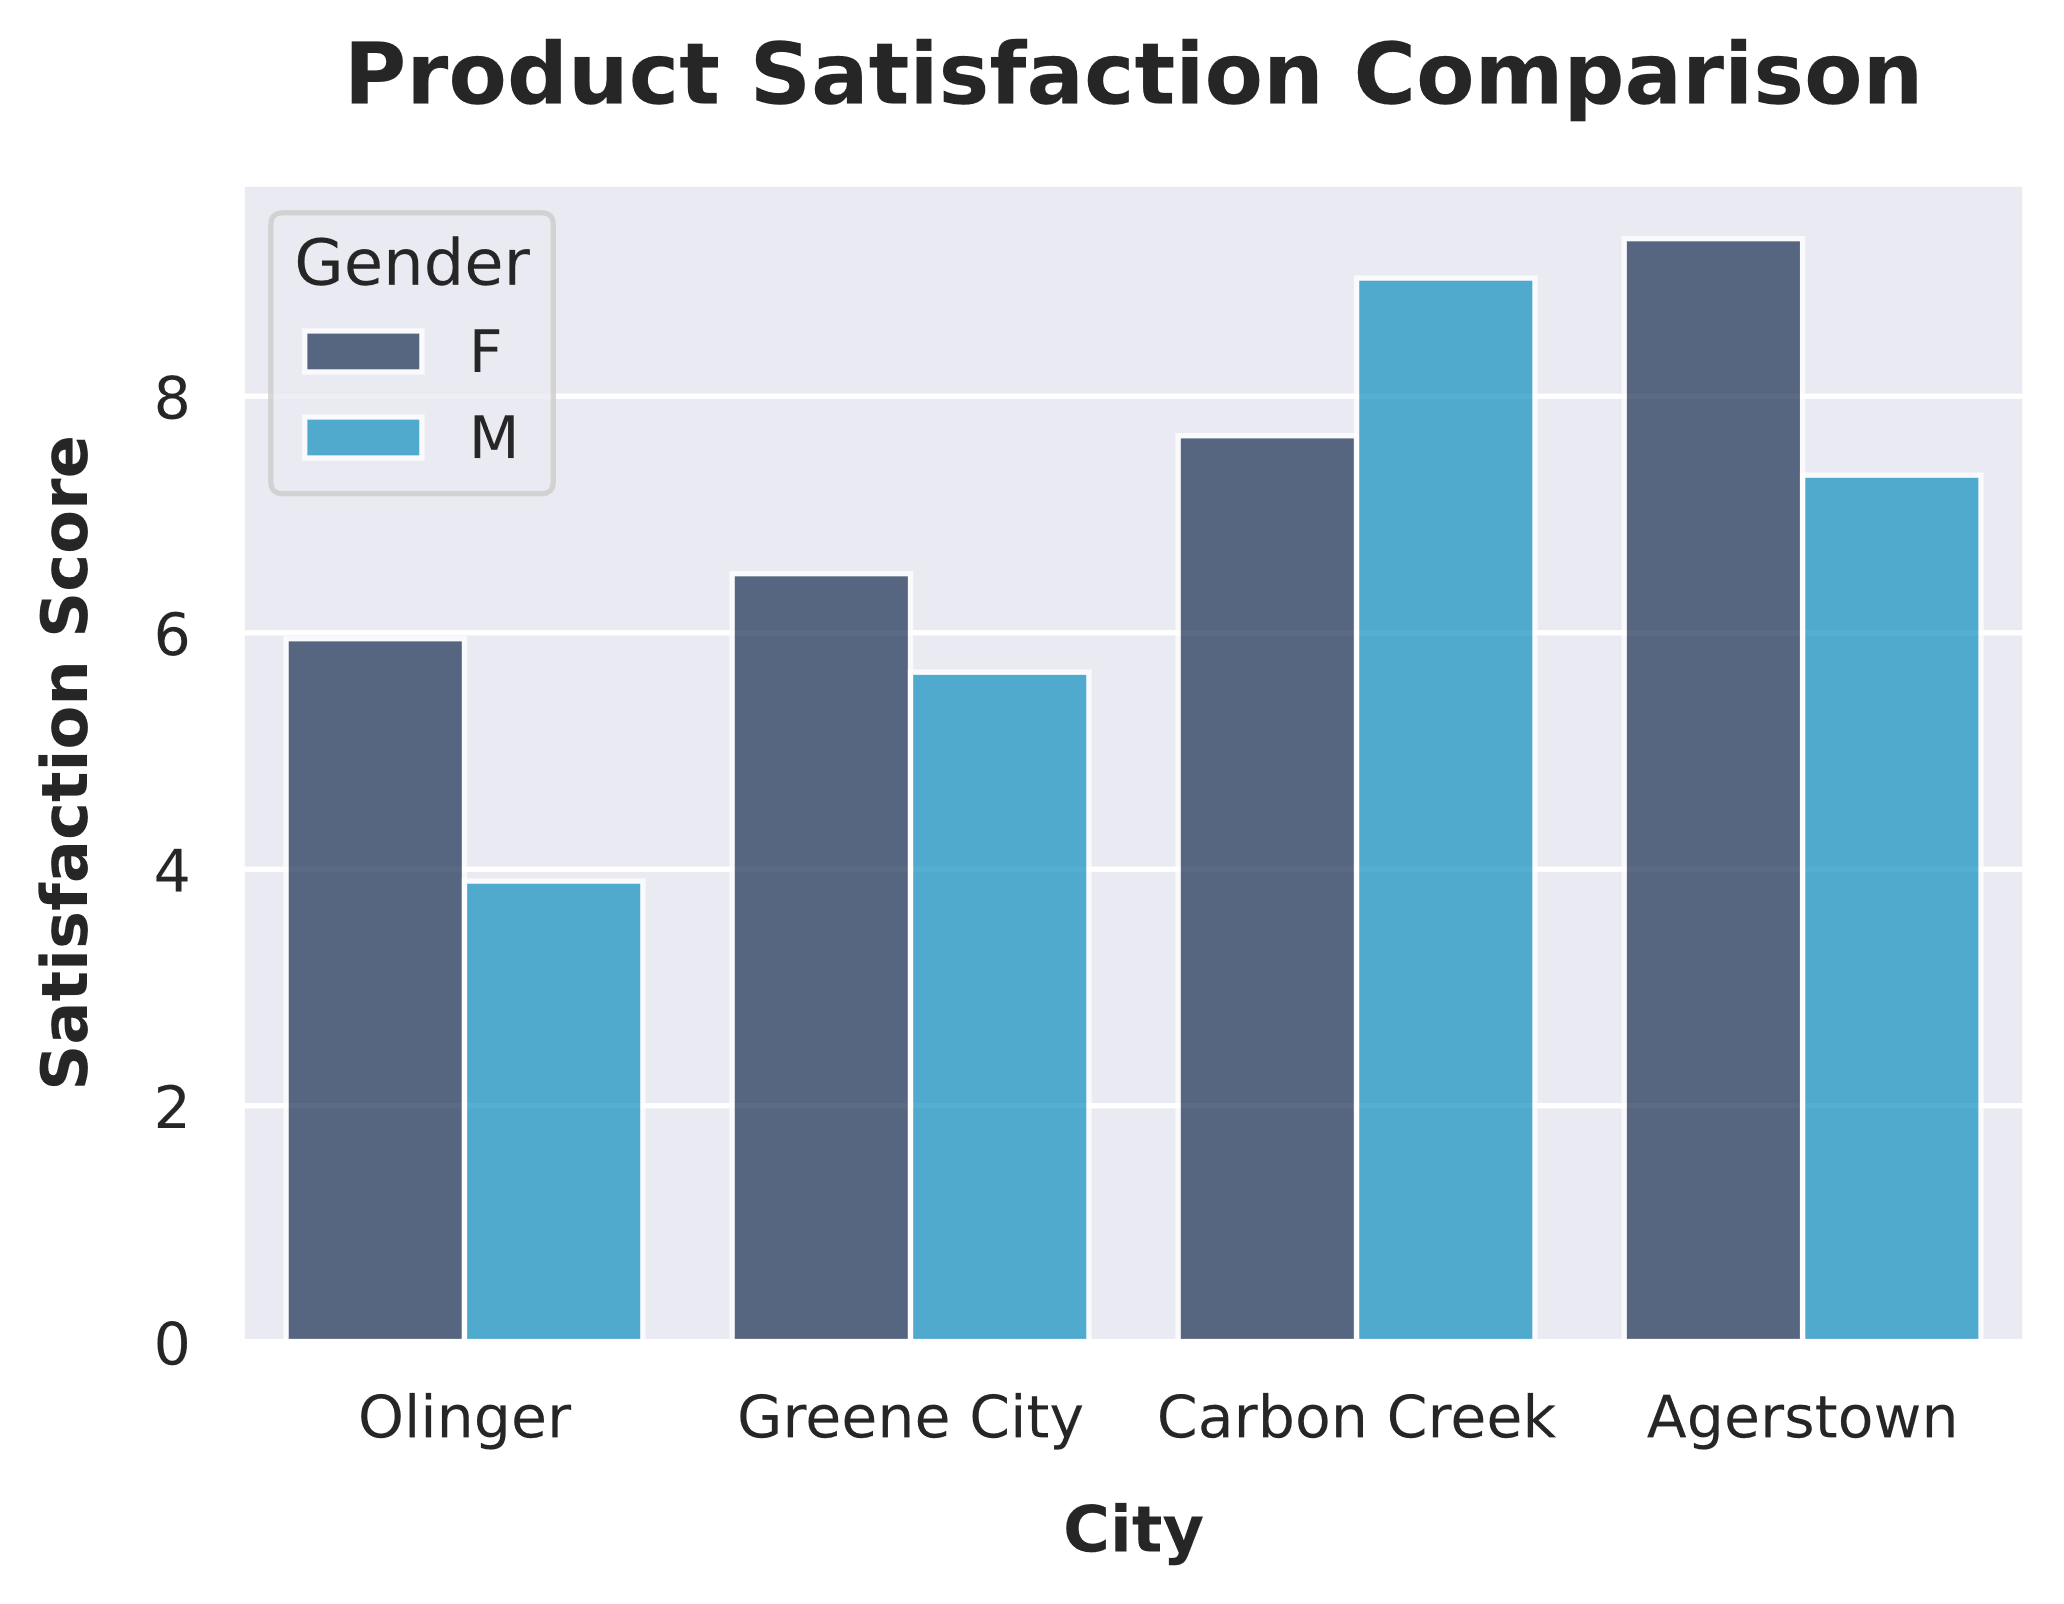 Product Satisfaction Comparison
Gender
F
M
Satisfaction Score
8
6
4
2
0
Olinger Greene City Carbon Creek Agerstown
City